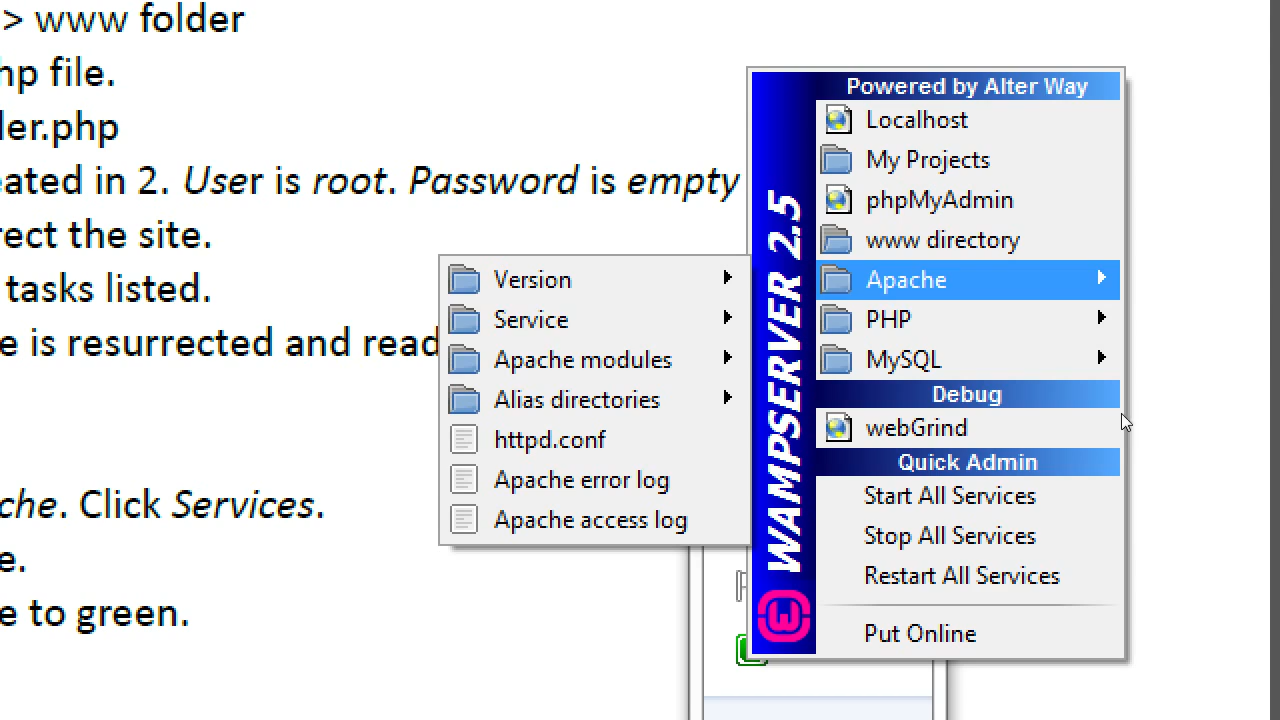 > www folder
hp file.
ler.php
eated in 2. User is root. Password is empty
rect the site.
tasks listed.
e is resurrected and read
che. Click Services.
e.
e to green.
Version
Service
Apache modules
Alias directories
httpd.conf
Apache error log
Apache access log
WAMPSERVER 2.5
Powered by Alter Way
Localhost
My Projects
phpMyAdmin
www directory
Apache
PHP
MySQL
Debug
webGrind
Quick Admin
Start All Services
Stop All Services
Restart All Services
Put Online